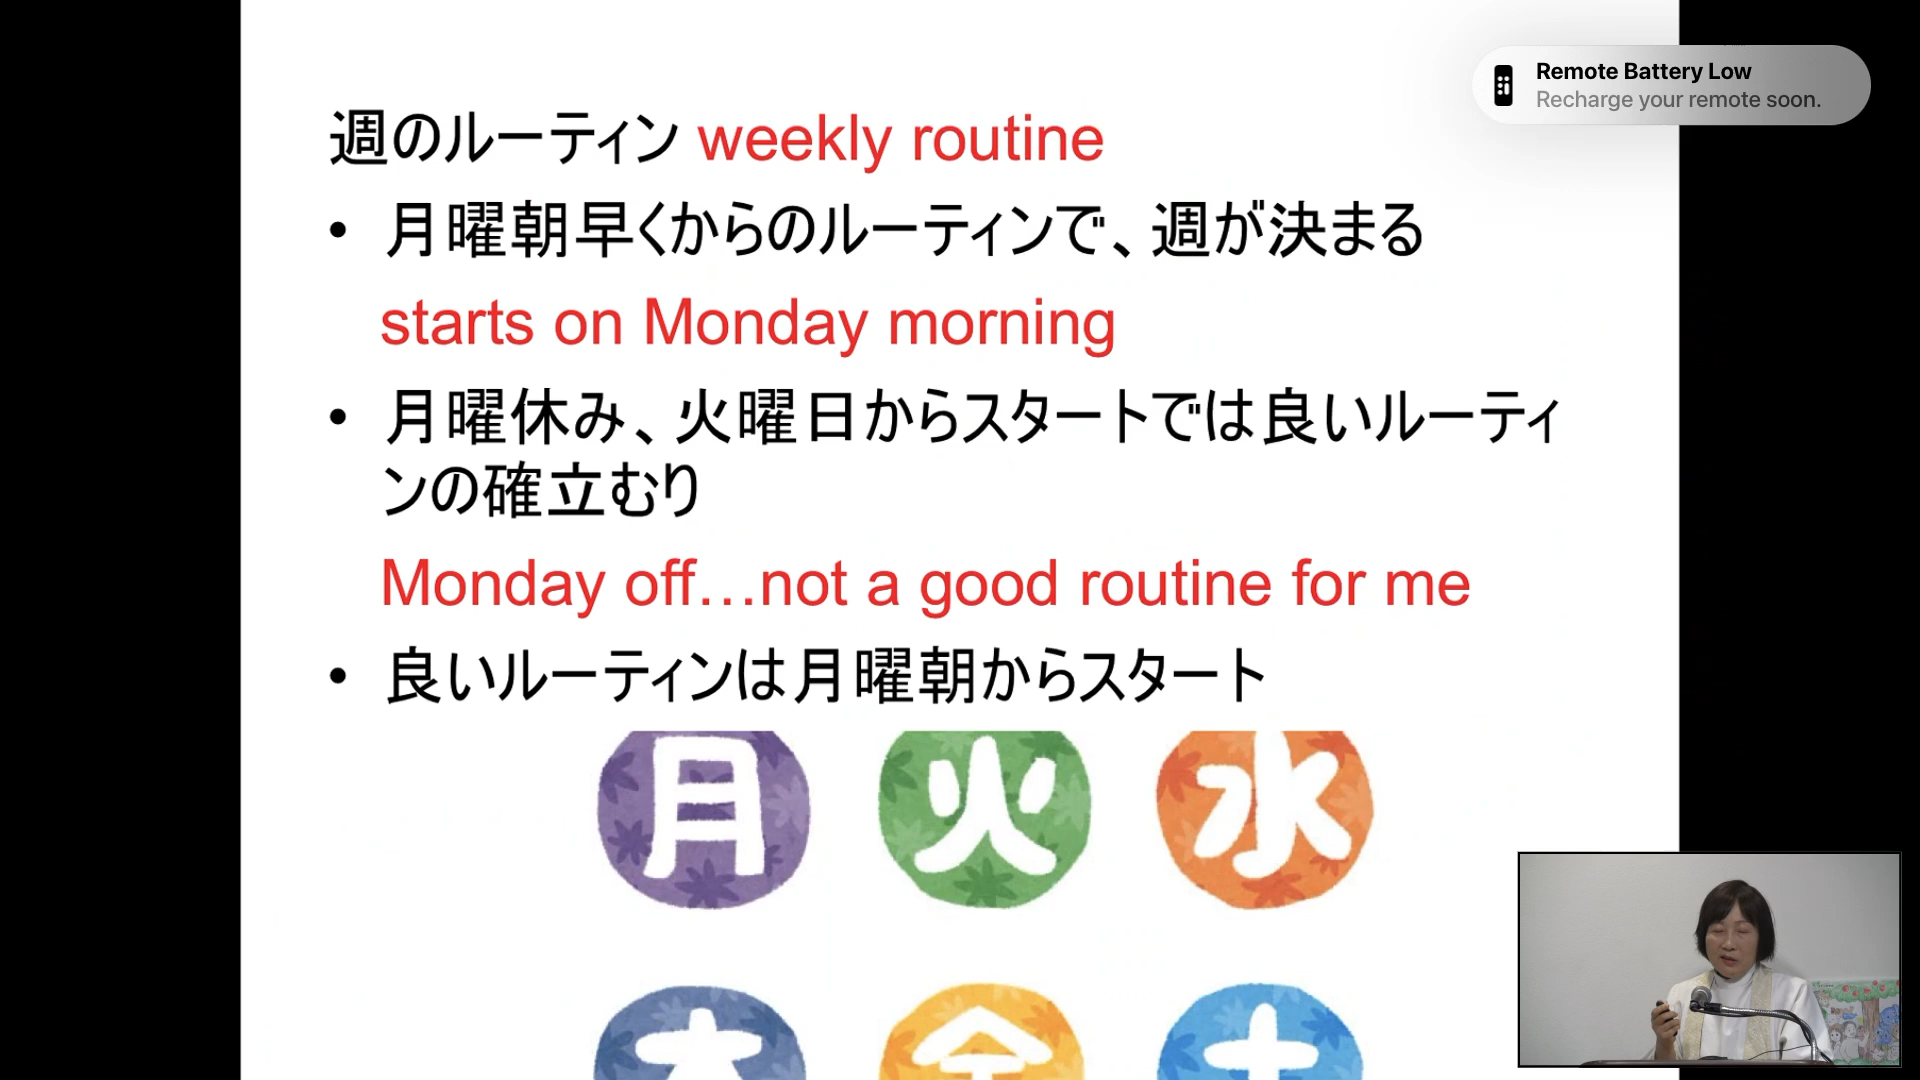 Remote Battery Low
Recharge your remote soon.
週のルーティン weekly routine
• 月曜朝早くからのルーティンで、週が決まる
starts on Monday morning
• 月曜休み、火曜日からスタートでは良いルーティ
ンの確立むり
Monday off…not a good routine for me
• 良いルーティンは月曜朝からスタート
月 火 水
木 金 土